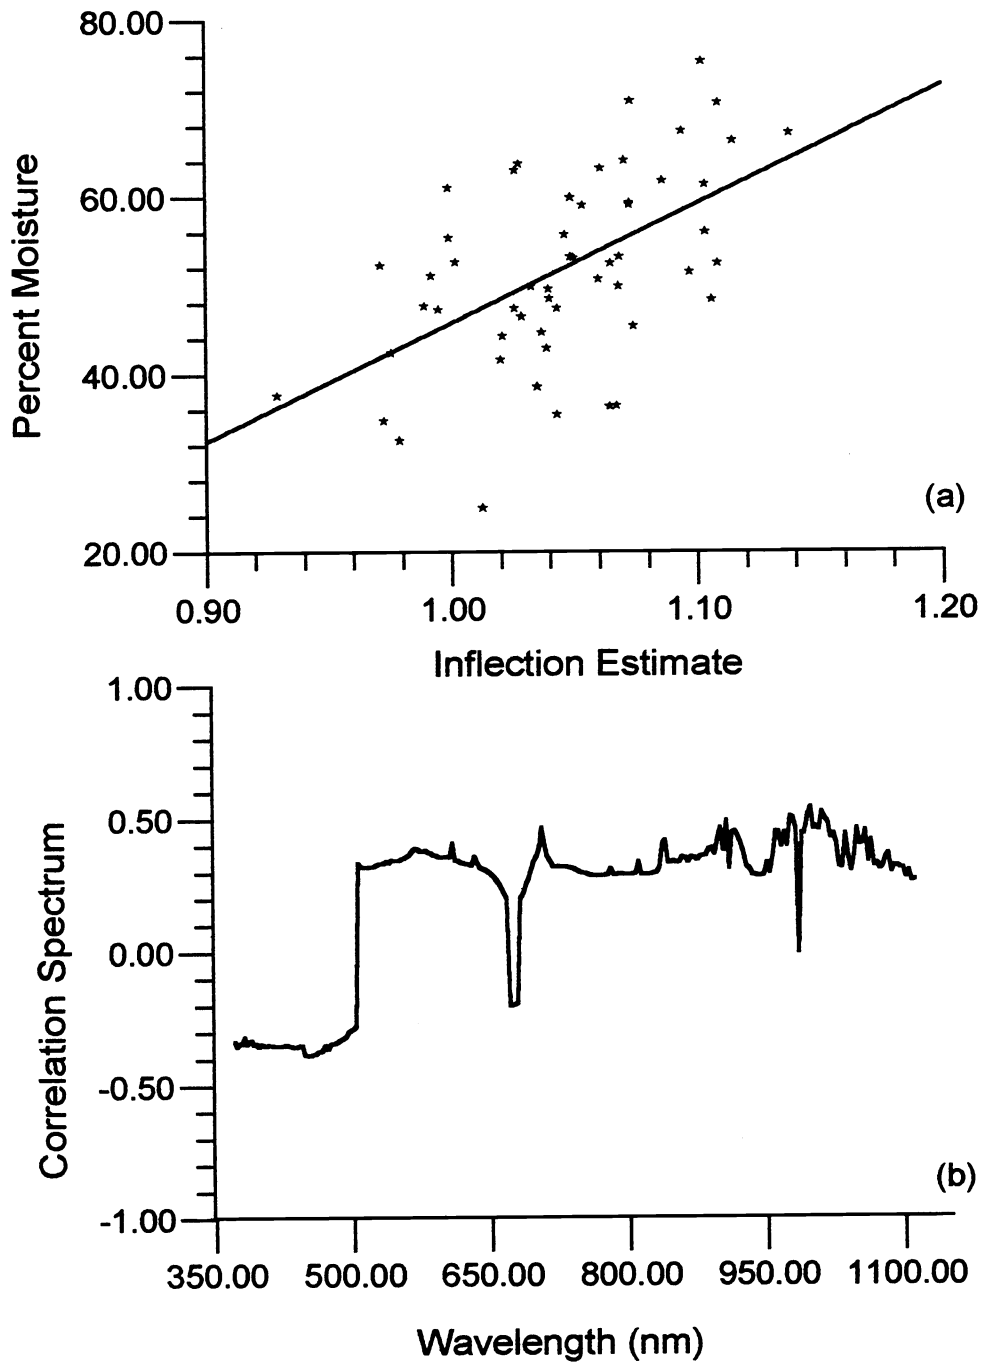 80.00
60.00
40.00
20.00
Percent Moisture
(a)
0.90 1.00 1.10 1.20
Inflection Estimate
1.00
0.50
0.00
-0.50
-1.00
Correlation Spectrum
(b)
350.00 500.00 650.00 800.00 950.00 1100.00
Wavelength (nm)